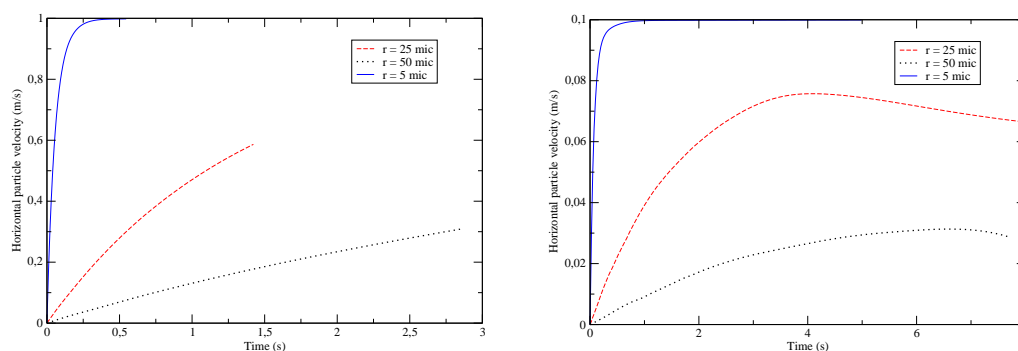 Horizontal particle velocity (m/s)
1
0,8
0,6
0,4
0,2
0
r = 25 mic
r = 50 mic
r = 5 mic
0
0,5
1
1,5
2
2,5
3
Time (s)
Horizontal particle velocity (m/s)
0,1
0,08
0,06
0,04
0,02
0
r = 25 mic
r = 50 mic
r = 5 mic
0
2
4
6
Time (s)